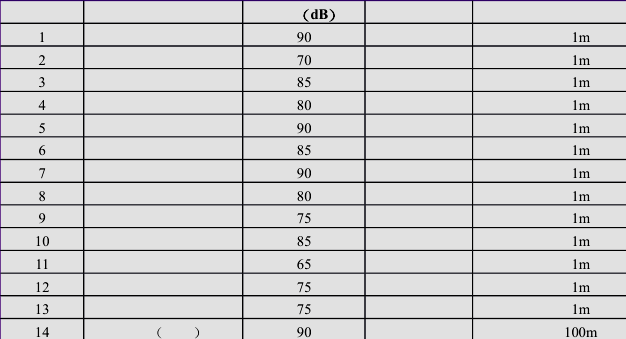 （dB）
1 90 1m
2 70 1m
3 85 1m
4 80 1m
5 90 1m
6 85 1m
7 90 1m
8 80 1m
9 75 1m
10 85 1m
11 65 1m
12 75 1m
13 75 1m
14 （ ） 90 100m